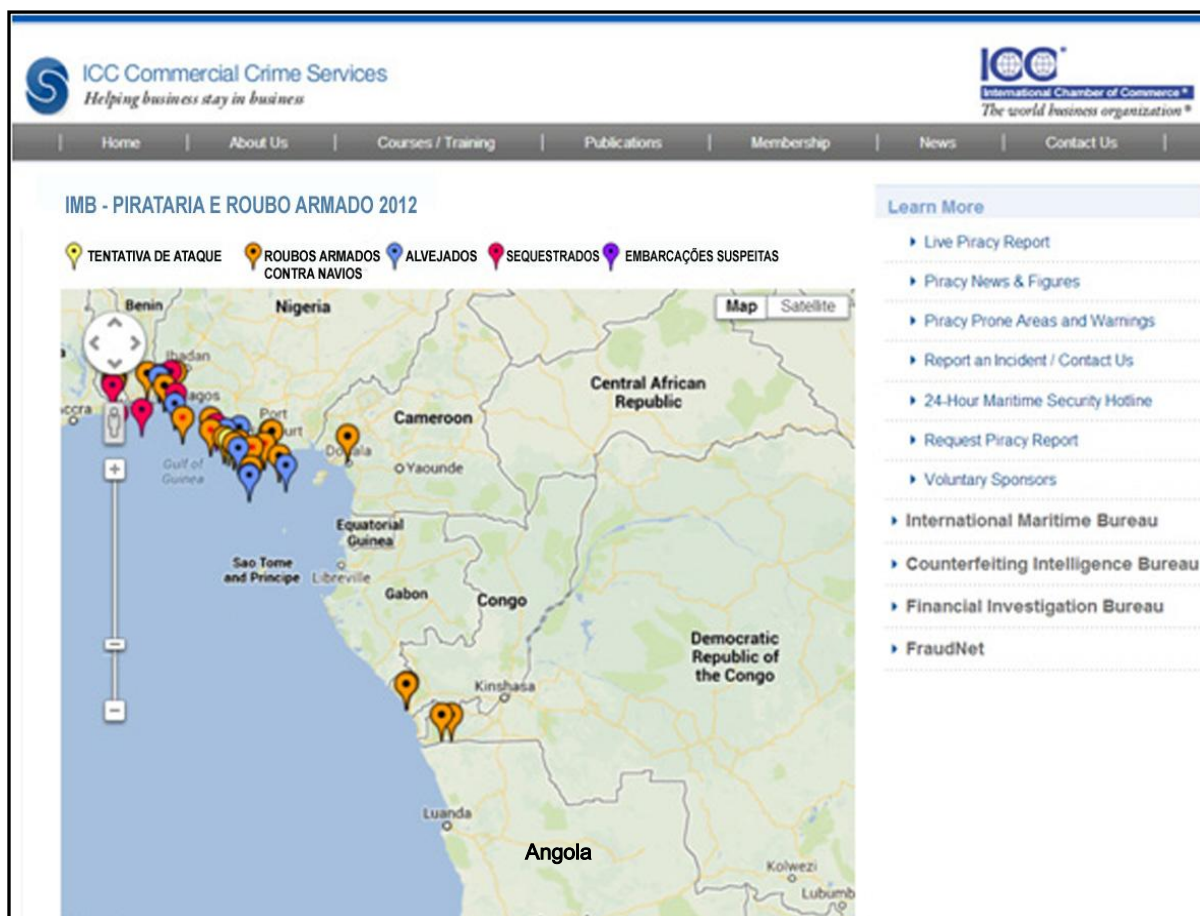 ICC Commercial Crime Services
Helping business stay in business
ICC
International Chamber of Commerce®
The world business organization®
Home | About Us | Courses / Training | Publications | Membership | News | Contact Us
IMB - PIRATARIA E ROUBO ARMADO 2012
TENTATIVA DE ATAQUE
ROUBOS ARMADOS
CONTRA NAVIOS
ALVEJADOS
SEQUESTRADOS
EMBARCAÇÕES SUSPEITAS
Map
Satellite
Benin
Nigeria
Ibadan
Central African
Republic
Cameroon
Port
Gulf of
Guinea
Yaounde
Equatorial
Guinea
Sao Tome
and Principe
Libreville
Gabon
Congo
Democratic
Republic of
the Congo
Kinshasa
Luanda
Angola
Kolwezi
Learn More
Live Piracy Report
Piracy News & Figures
Piracy Prone Areas and Warnings
Report an Incident / Contact Us
24-Hour Maritime Security Hotline
Request Piracy Report
Voluntary Sponsors
International Maritime Bureau
Counterfeiting Intelligence Bureau
Financial Investigation Bureau
FraudNet